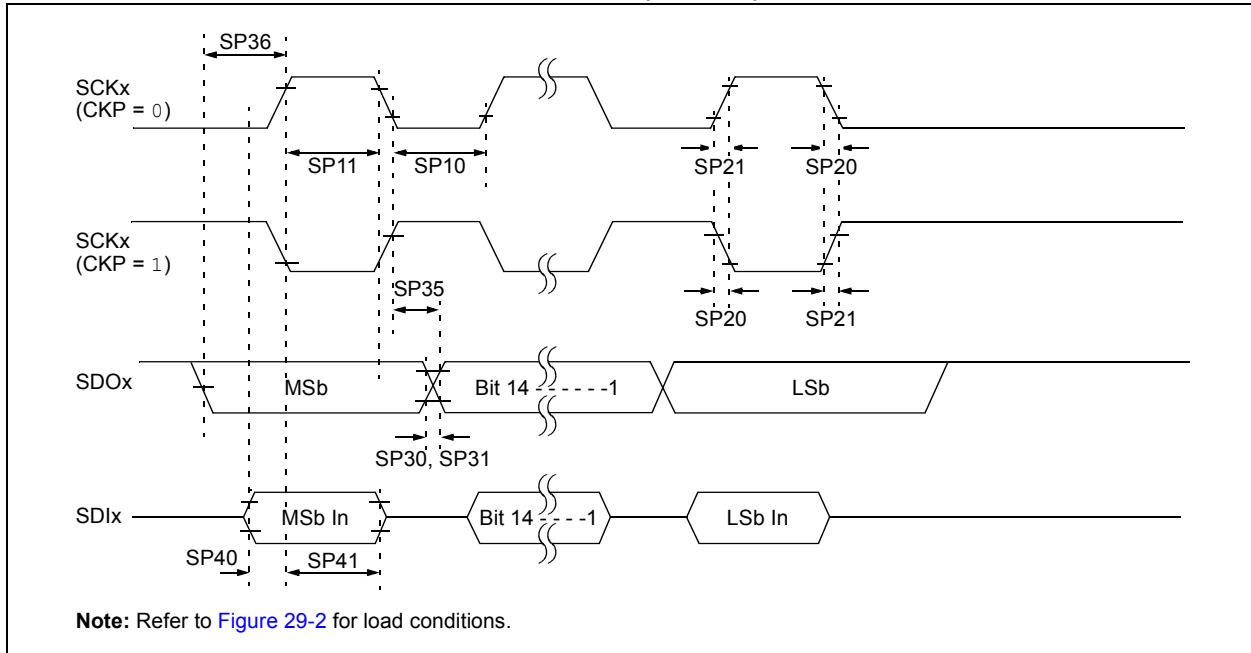 SP36
SCKx
(CKP = 0)
SP11
SP10
SP21
SP20
SCKx
(CKP = 1)
SP35
SP20
SP21
SDOx
MSb
Bit 14 - - - - - -1
LSb
SP30, SP31
SDIx
MSb In
Bit 14 - - - -1
LSb In
SP40
SP41
Note: Refer to Figure 29-2 for load conditions.